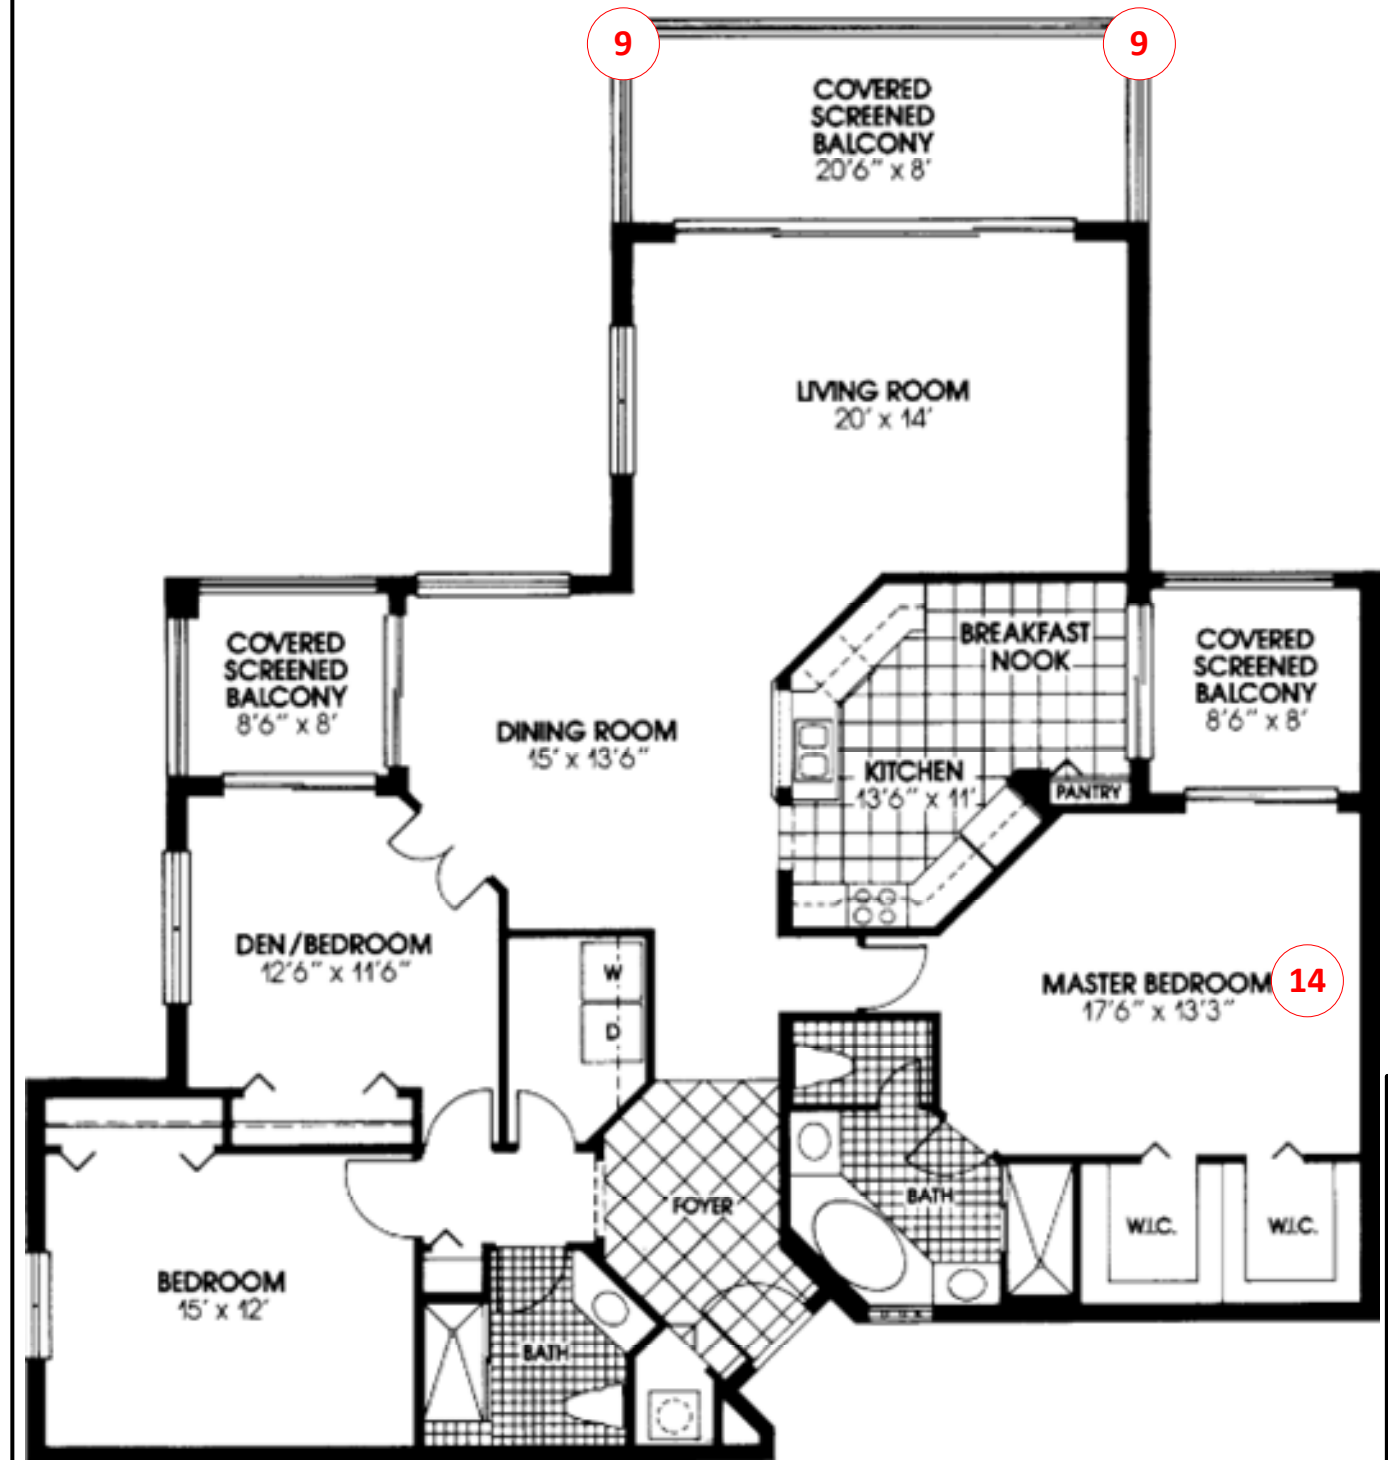 9
9
COVERED
SCREENED
BALCONY
20'6" x 8'
LIVING ROOM
20' x 14'
COVERED
SCREENED
BALCONY
8'6" x 8'
DINING ROOM
15' x 13'6"
BREAKFAST
NOOK
KITCHEN
13'6" x 11'
PANTRY
COVERED
SCREENED
BALCONY
8'6" x 8'
DEN/BEDROOM
12'6" x 11'6"
W
D
MASTER BEDROOM
17'6" x 13'3"
14
FOYER
BATH
W.I.C.
W.I.C.
BEDROOM
15' x 12'
BATH